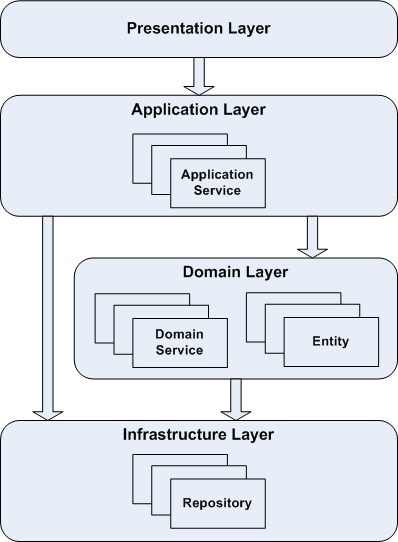 Presentation Layer
Application Layer
Application
Service
Domain Layer
Domain
Service
Entity
Infrastructure Layer
Repository